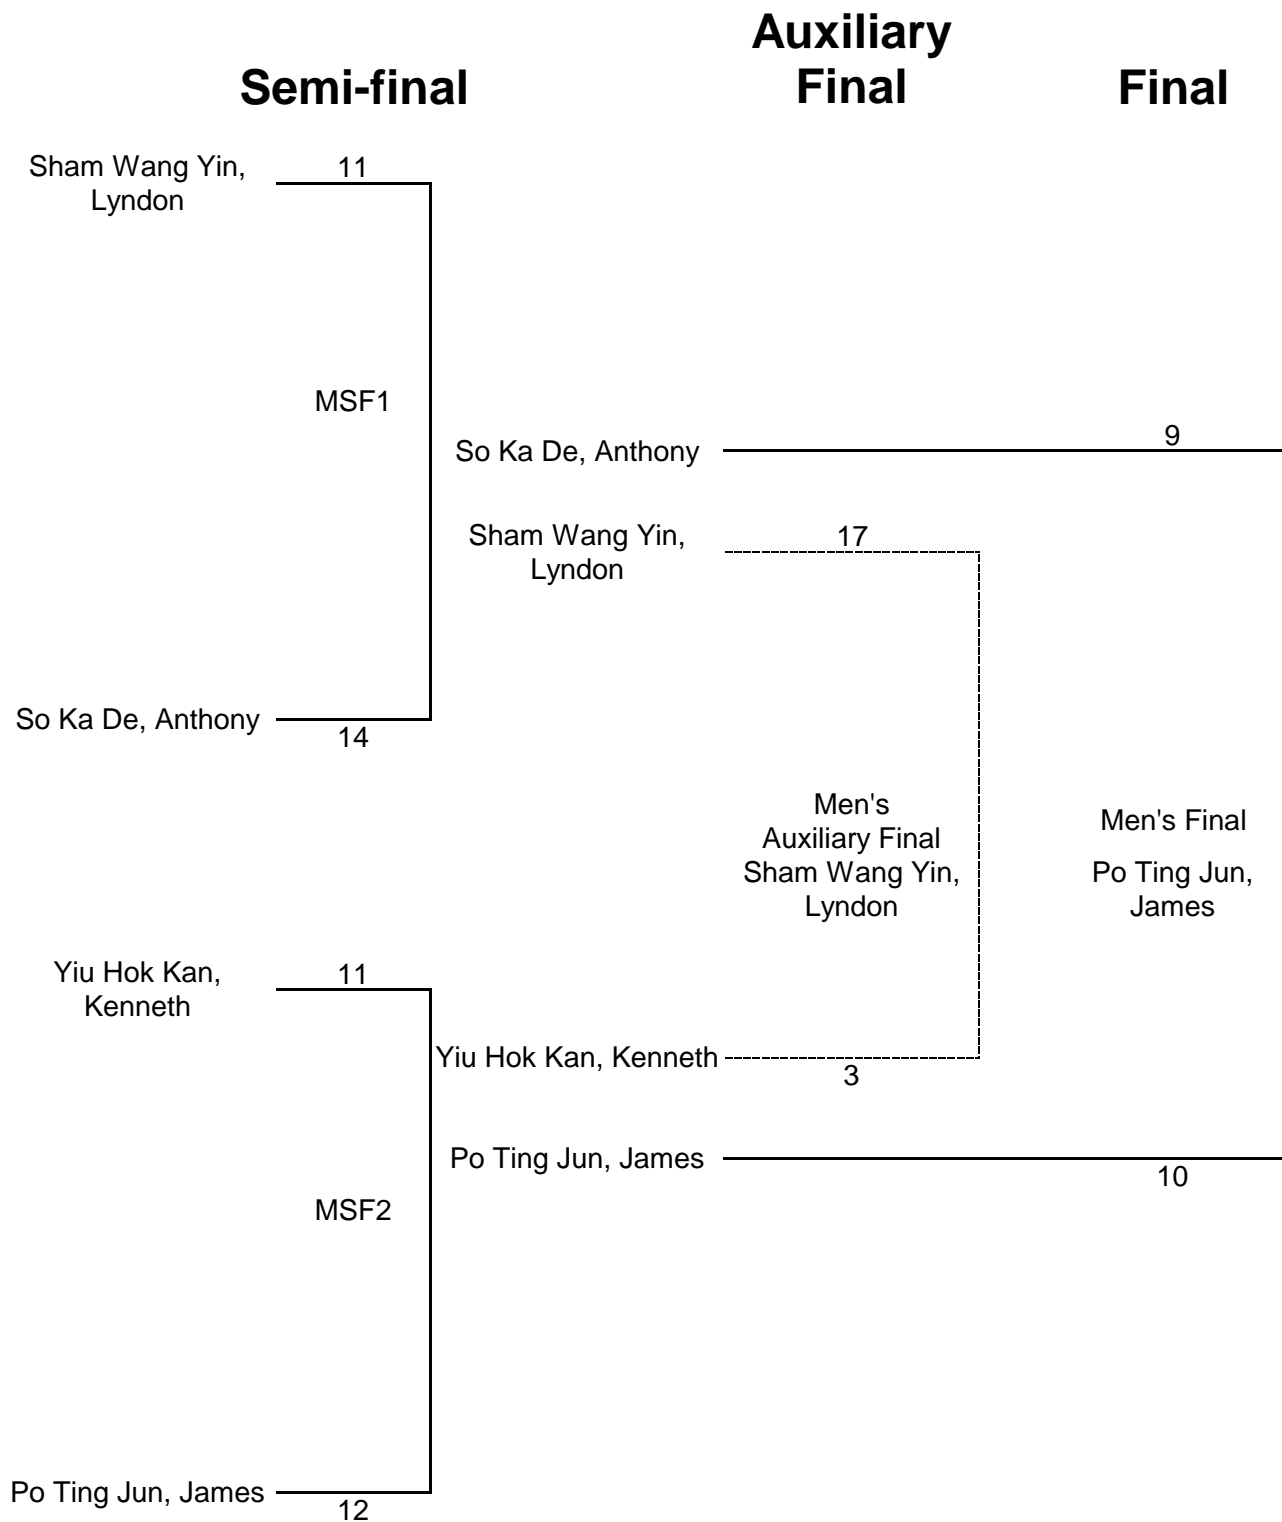 Semi-final
Auxiliary
Final
Final
Sham Wang Yin,
Lyndon
11
MSF1
So Ka De, Anthony
9
Sham Wang Yin,
Lyndon
17
So Ka De, Anthony
14
Men's
Auxiliary Final
Sham Wang Yin,
Lyndon
Men's Final
Po Ting Jun,
James
Yiu Hok Kan,
Kenneth
11
Yiu Hok Kan, Kenneth
3
Po Ting Jun, James
10
MSF2
Po Ting Jun, James
12